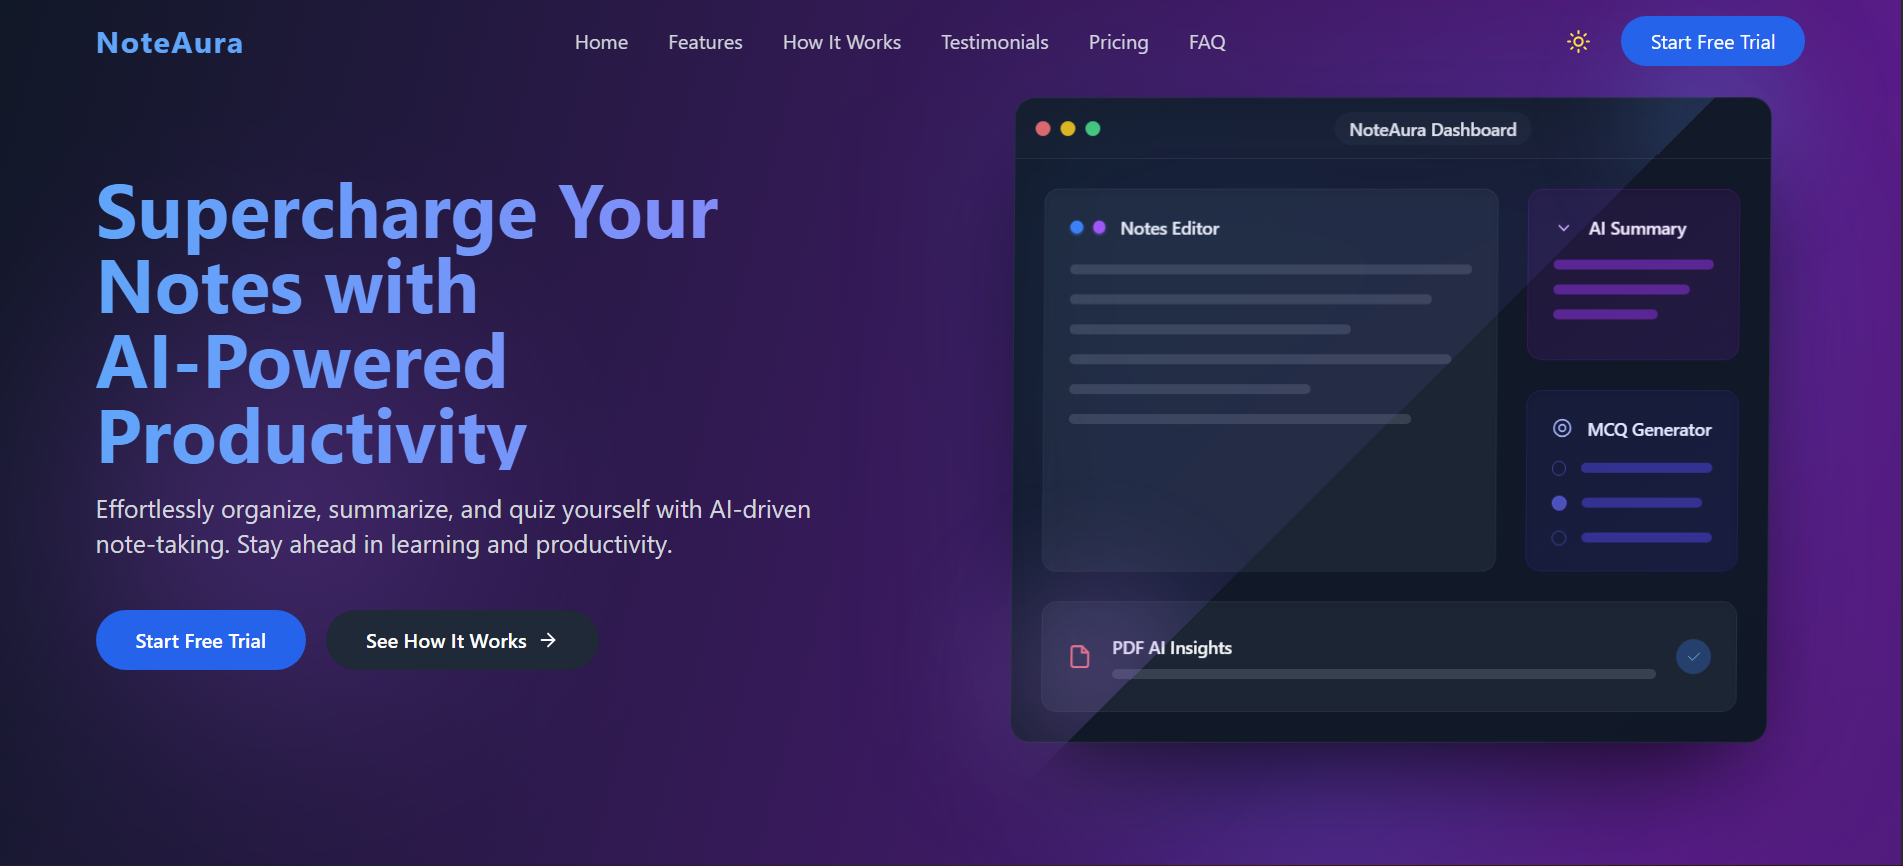 NoteAura
Home
Features
How It Works
Testimonials
Pricing
FAQ
Start Free Trial
Supercharge Your
Notes with
AI-Powered
Productivity
Effortlessly organize, summarize, and quiz yourself with AI-driven
note-taking. Stay ahead in learning and productivity.
Start Free Trial
See How It Works →
NoteAura Dashboard
Notes Editor
AI Summary
MCQ Generator
PDF AI Insights